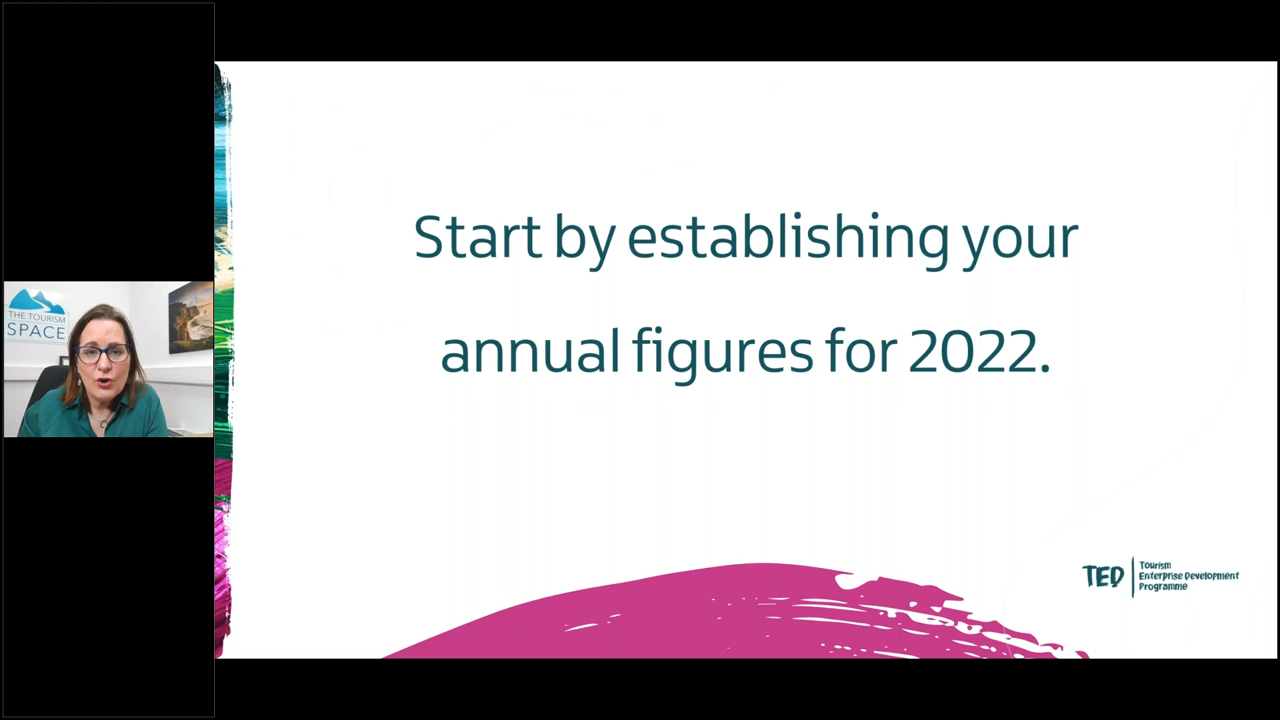 THE TOURISM
SPACE
Start by establishing your
annual figures for 2022.
TED
Tourism
Enterprise Development
Programme